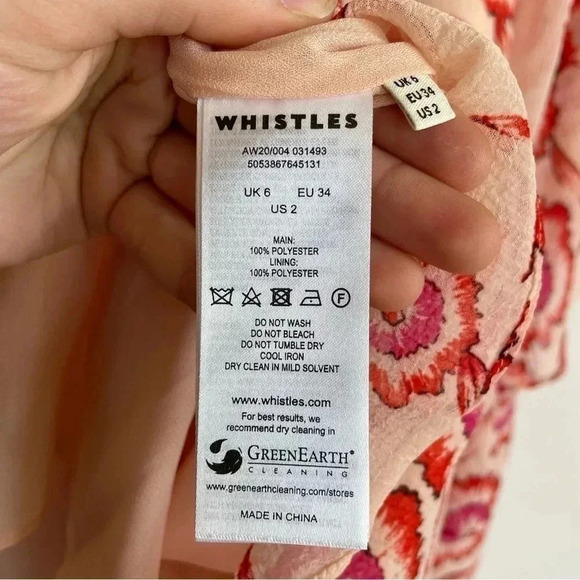 UK 6
EU 34
US 2
WHISTLES
AW20/004 031493
5053867645131
UK 6 EU 34
US 2
MAIN:
100% POLYESTER
LINING:
100% POLYESTER
F
DO NOT WASH
DO NOT BLEACH
DO NOT TUMBLE DRY
COOL IRON
DRY CLEAN IN MILD SOLVENT
www.whistles.com
For best results, we
recommend dry cleaning in
GREENEARTH®
CLEANING
www.greenearthcleaning.com/stores
MADE IN CHINA